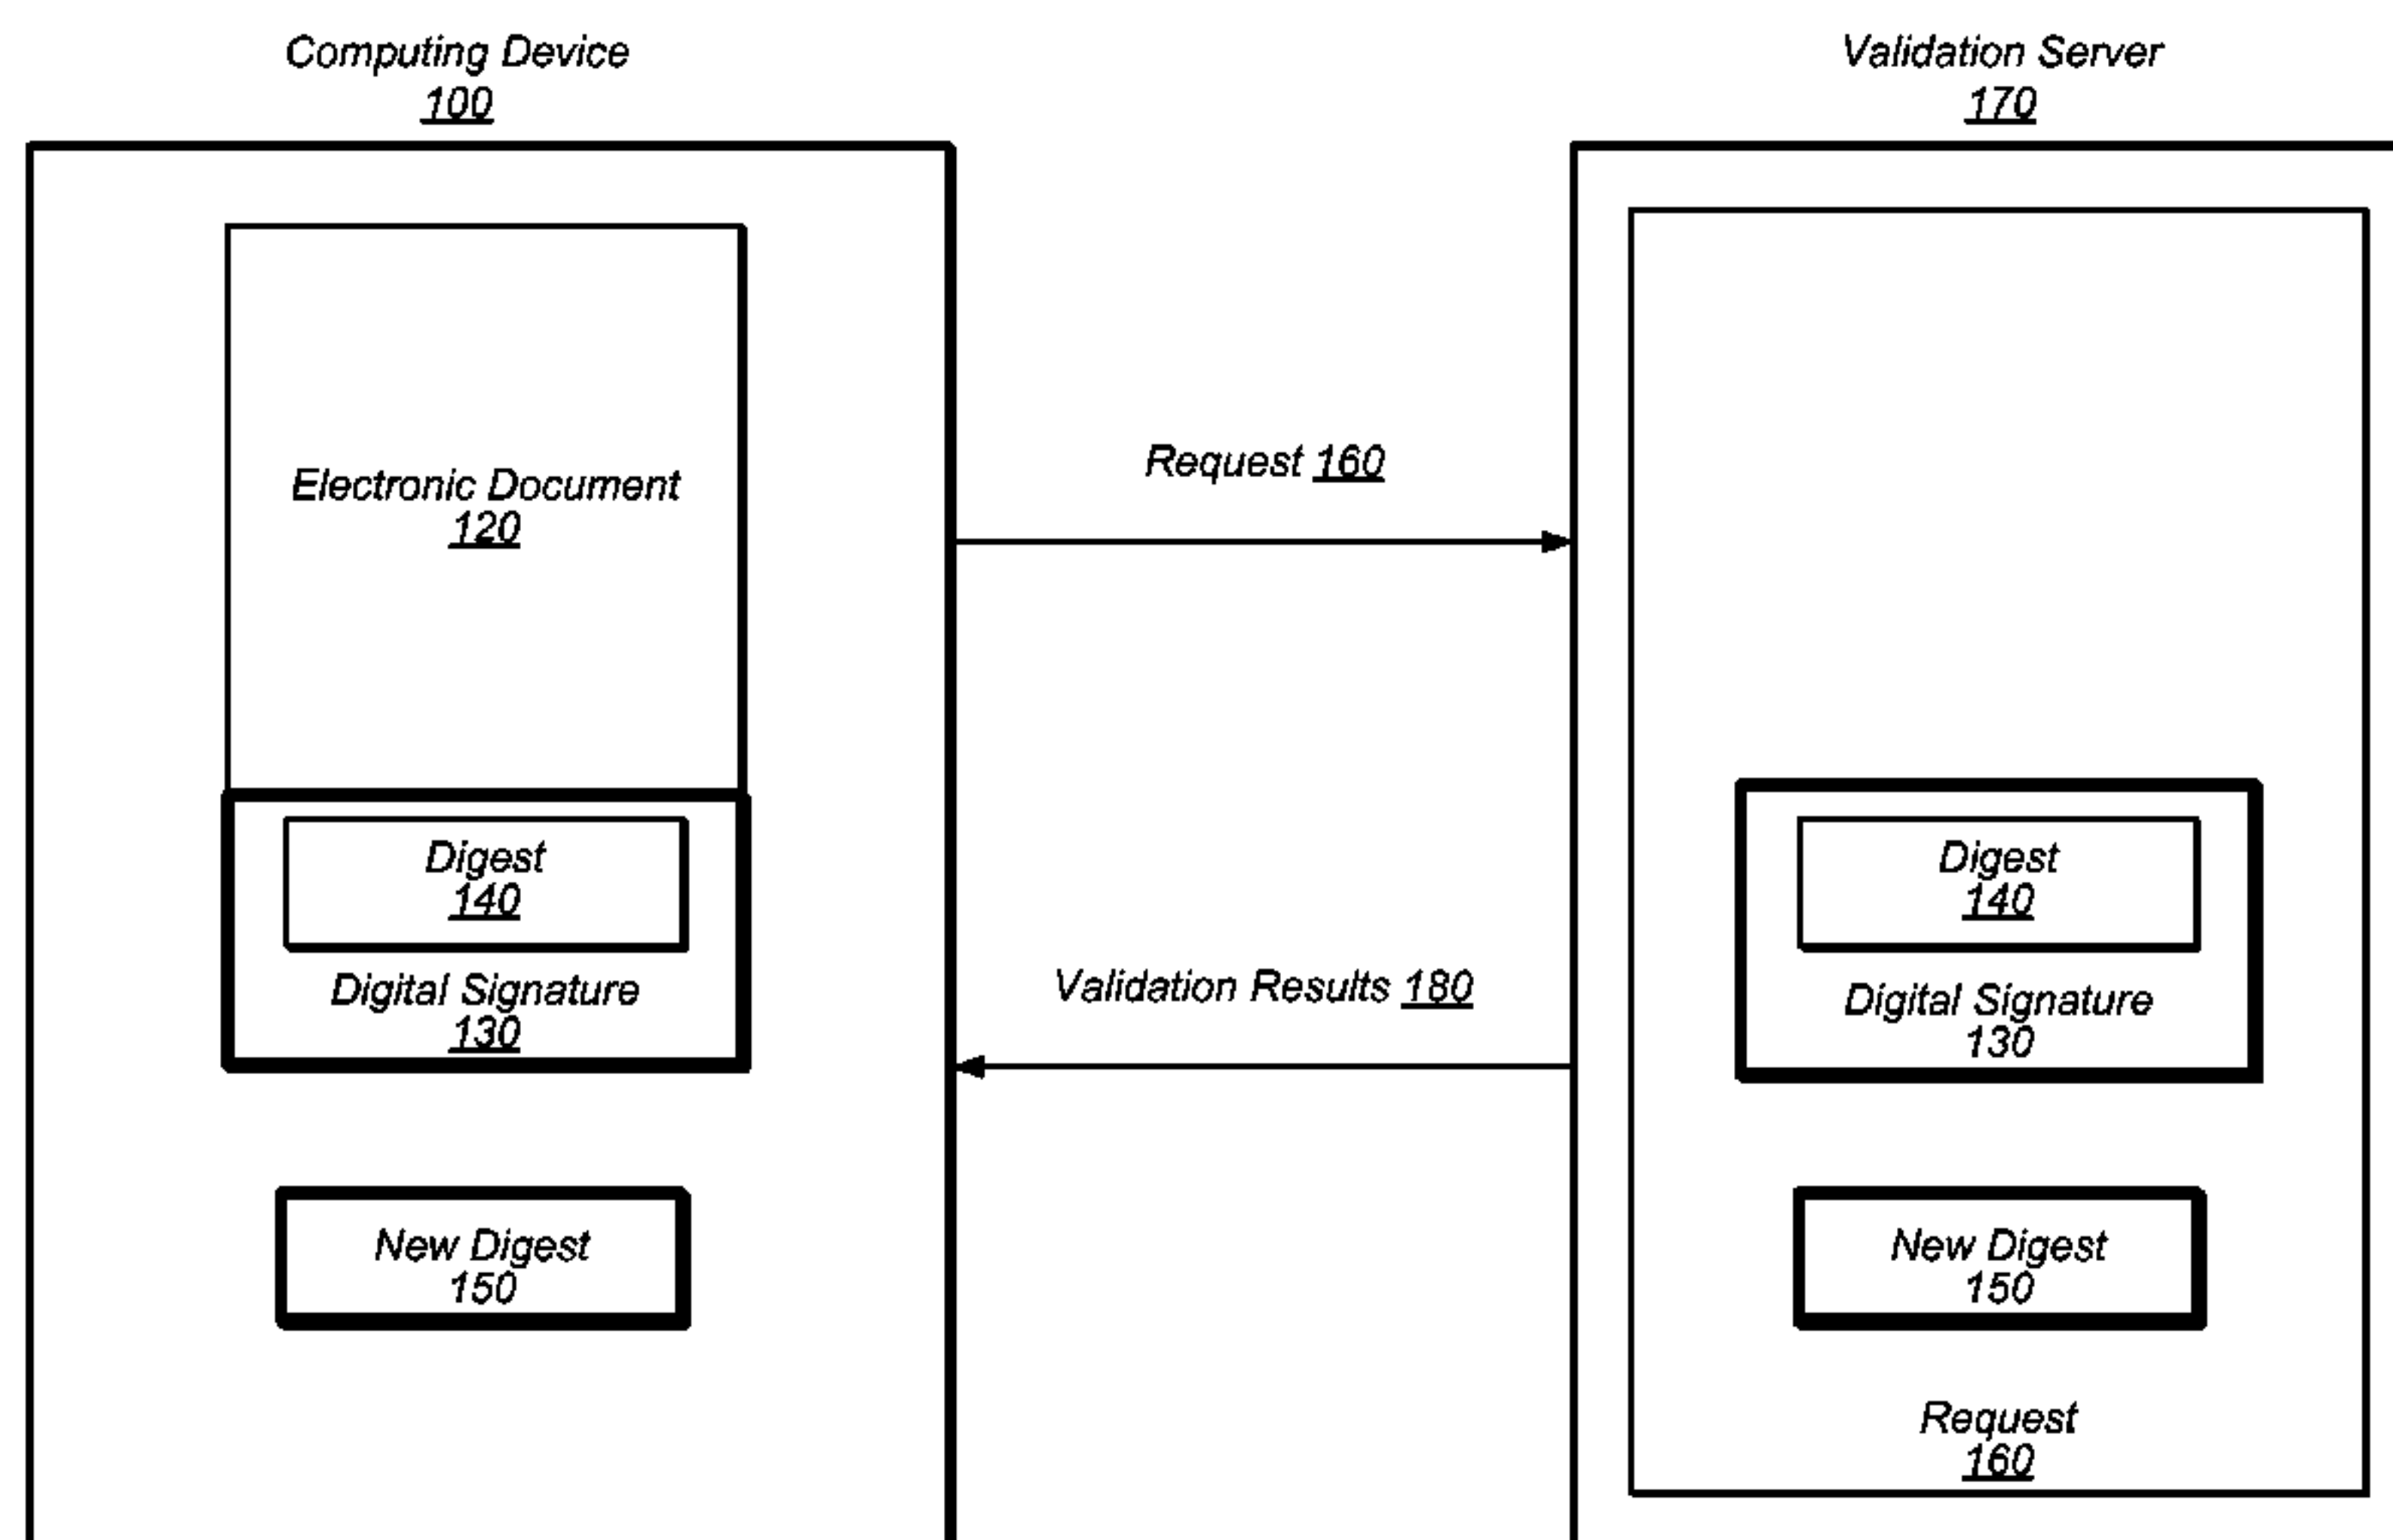 Computing Device
100
Validation Server
170
Electronic Document
120
Request 160
Digest
140
Digital Signature
130
Validation Results 180
Digest
140
Digital Signature
130
New Digest
150
New Digest
150
Request
160